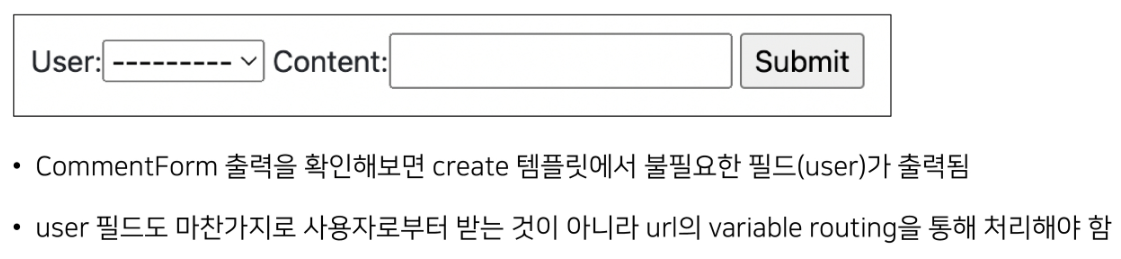 User: --------- Content: Submit
• CommentForm 출력을 확인해보면 create 템플릿에서 불필요한 필드(user)가 출력됨
• user 필드도 마찬가지로 사용자로부터 받는 것이 아니라 url의 variable routing을 통해 처리해야 함